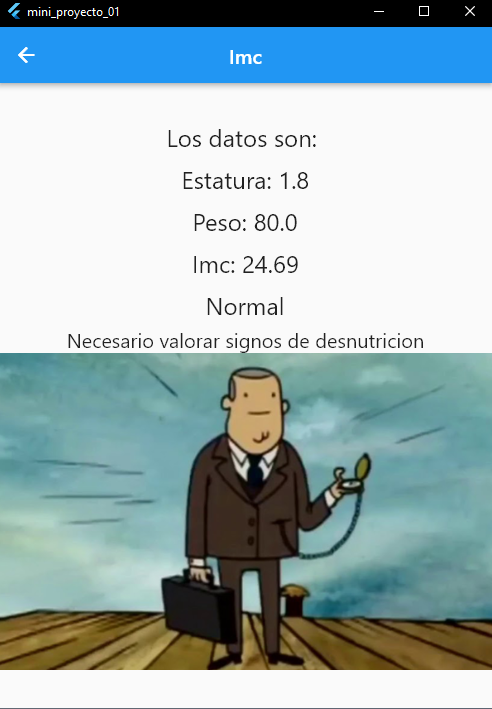 mini_proyecto_01
Imc
Los datos son:
Estatura: 1.8
Peso: 80.0
Imc: 24.69
Normal
Necesario valorar signos de desnutricion